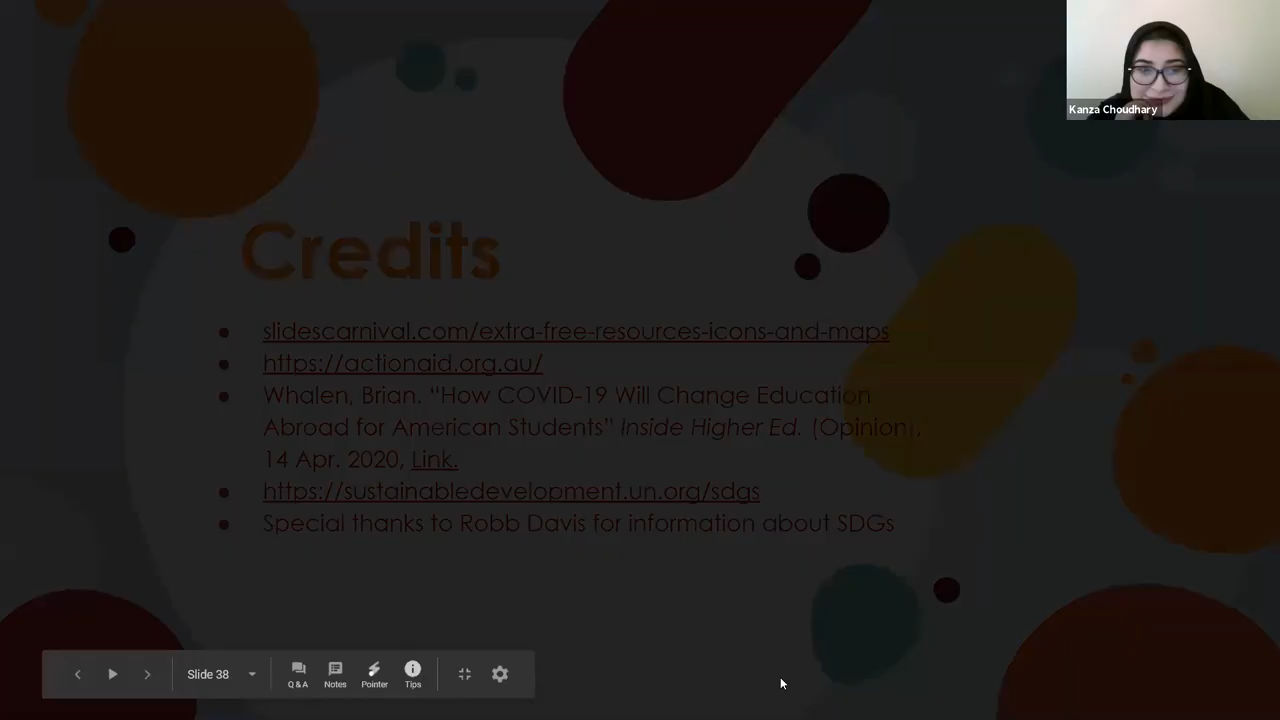 Kanza Choudhary
Credits
slidescarnival.com/extra-free-resources-icons-and-maps
https://actionaid.org.au/
Whalen, Brian. “How COVID-19 Will Change Education
Abroad for American Students” Inside Higher Ed. (Opinion),
14 Apr. 2020, Link.
https://sustainabledevelopment.un.org/sdgs
Special thanks to Robb Davis for information about SDGs
Slide 38
Q & A
Notes
Pointer
Tips